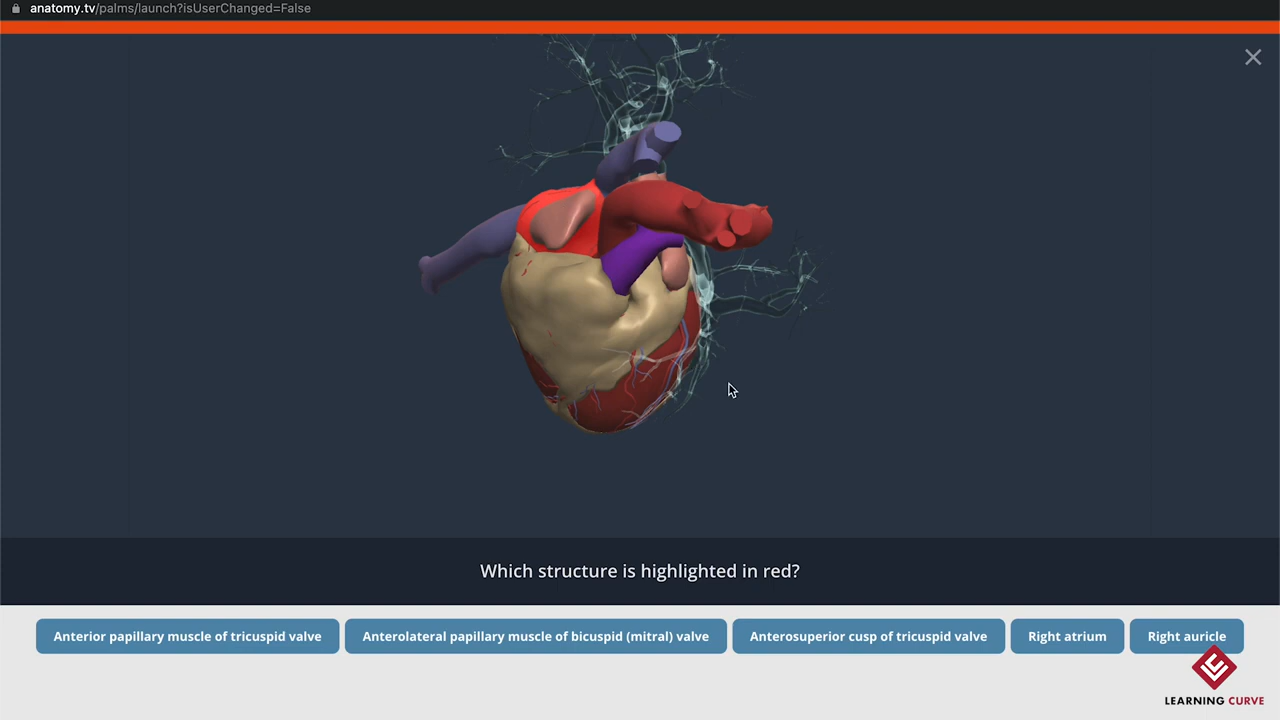 anatomy.tv/palms/launch?isUserChanged=False
Which structure is highlighted in red?
Anterior papillary muscle of tricuspid valve
Anterolateral papillary muscle of bicuspid (mitral) valve
Anterosuperior cusp of tricuspid valve
Right atrium
Right auricle
LEARNING CURVE